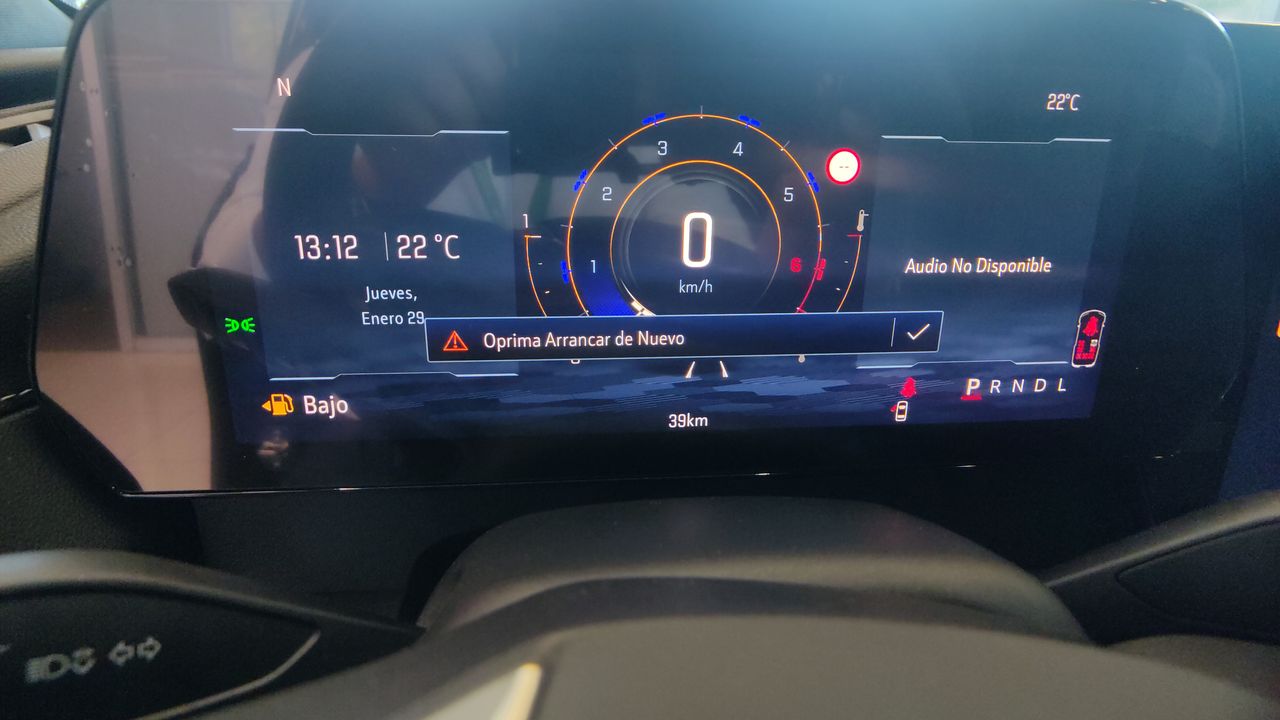 N
22°C
3
4
2
5
1
0
13:12
22 °C
1
6
km/h
--
Audio No Disponible
Jueves,
Enero 29
Oprima Arrancar de Nuevo
P R N D L
Bajo
39km